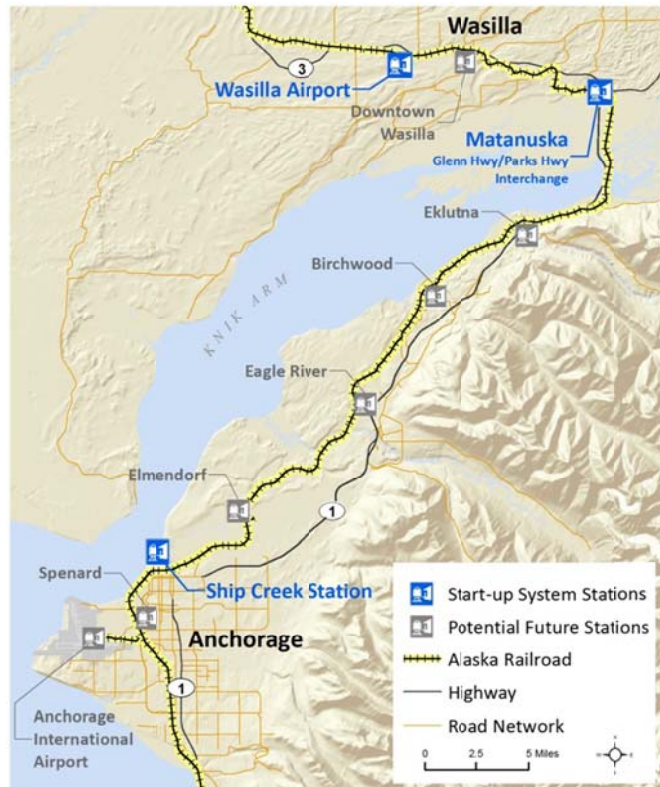 Wasilla
3
Wasilla Airport
Downtown
Wasilla
Matanuska
Glenn Hwy/Parks Hwy
Interchange
Eklutna
Birchwood
KNIK ARM
Eagle River
Elmendorf
1
Ship Creek Station
Spenard
Anchorage
1
Anchorage
International
Airport
Start-up System Stations
Potential Future Stations
Alaska Railroad
Highway
Road Network
0 2.5 5 Miles